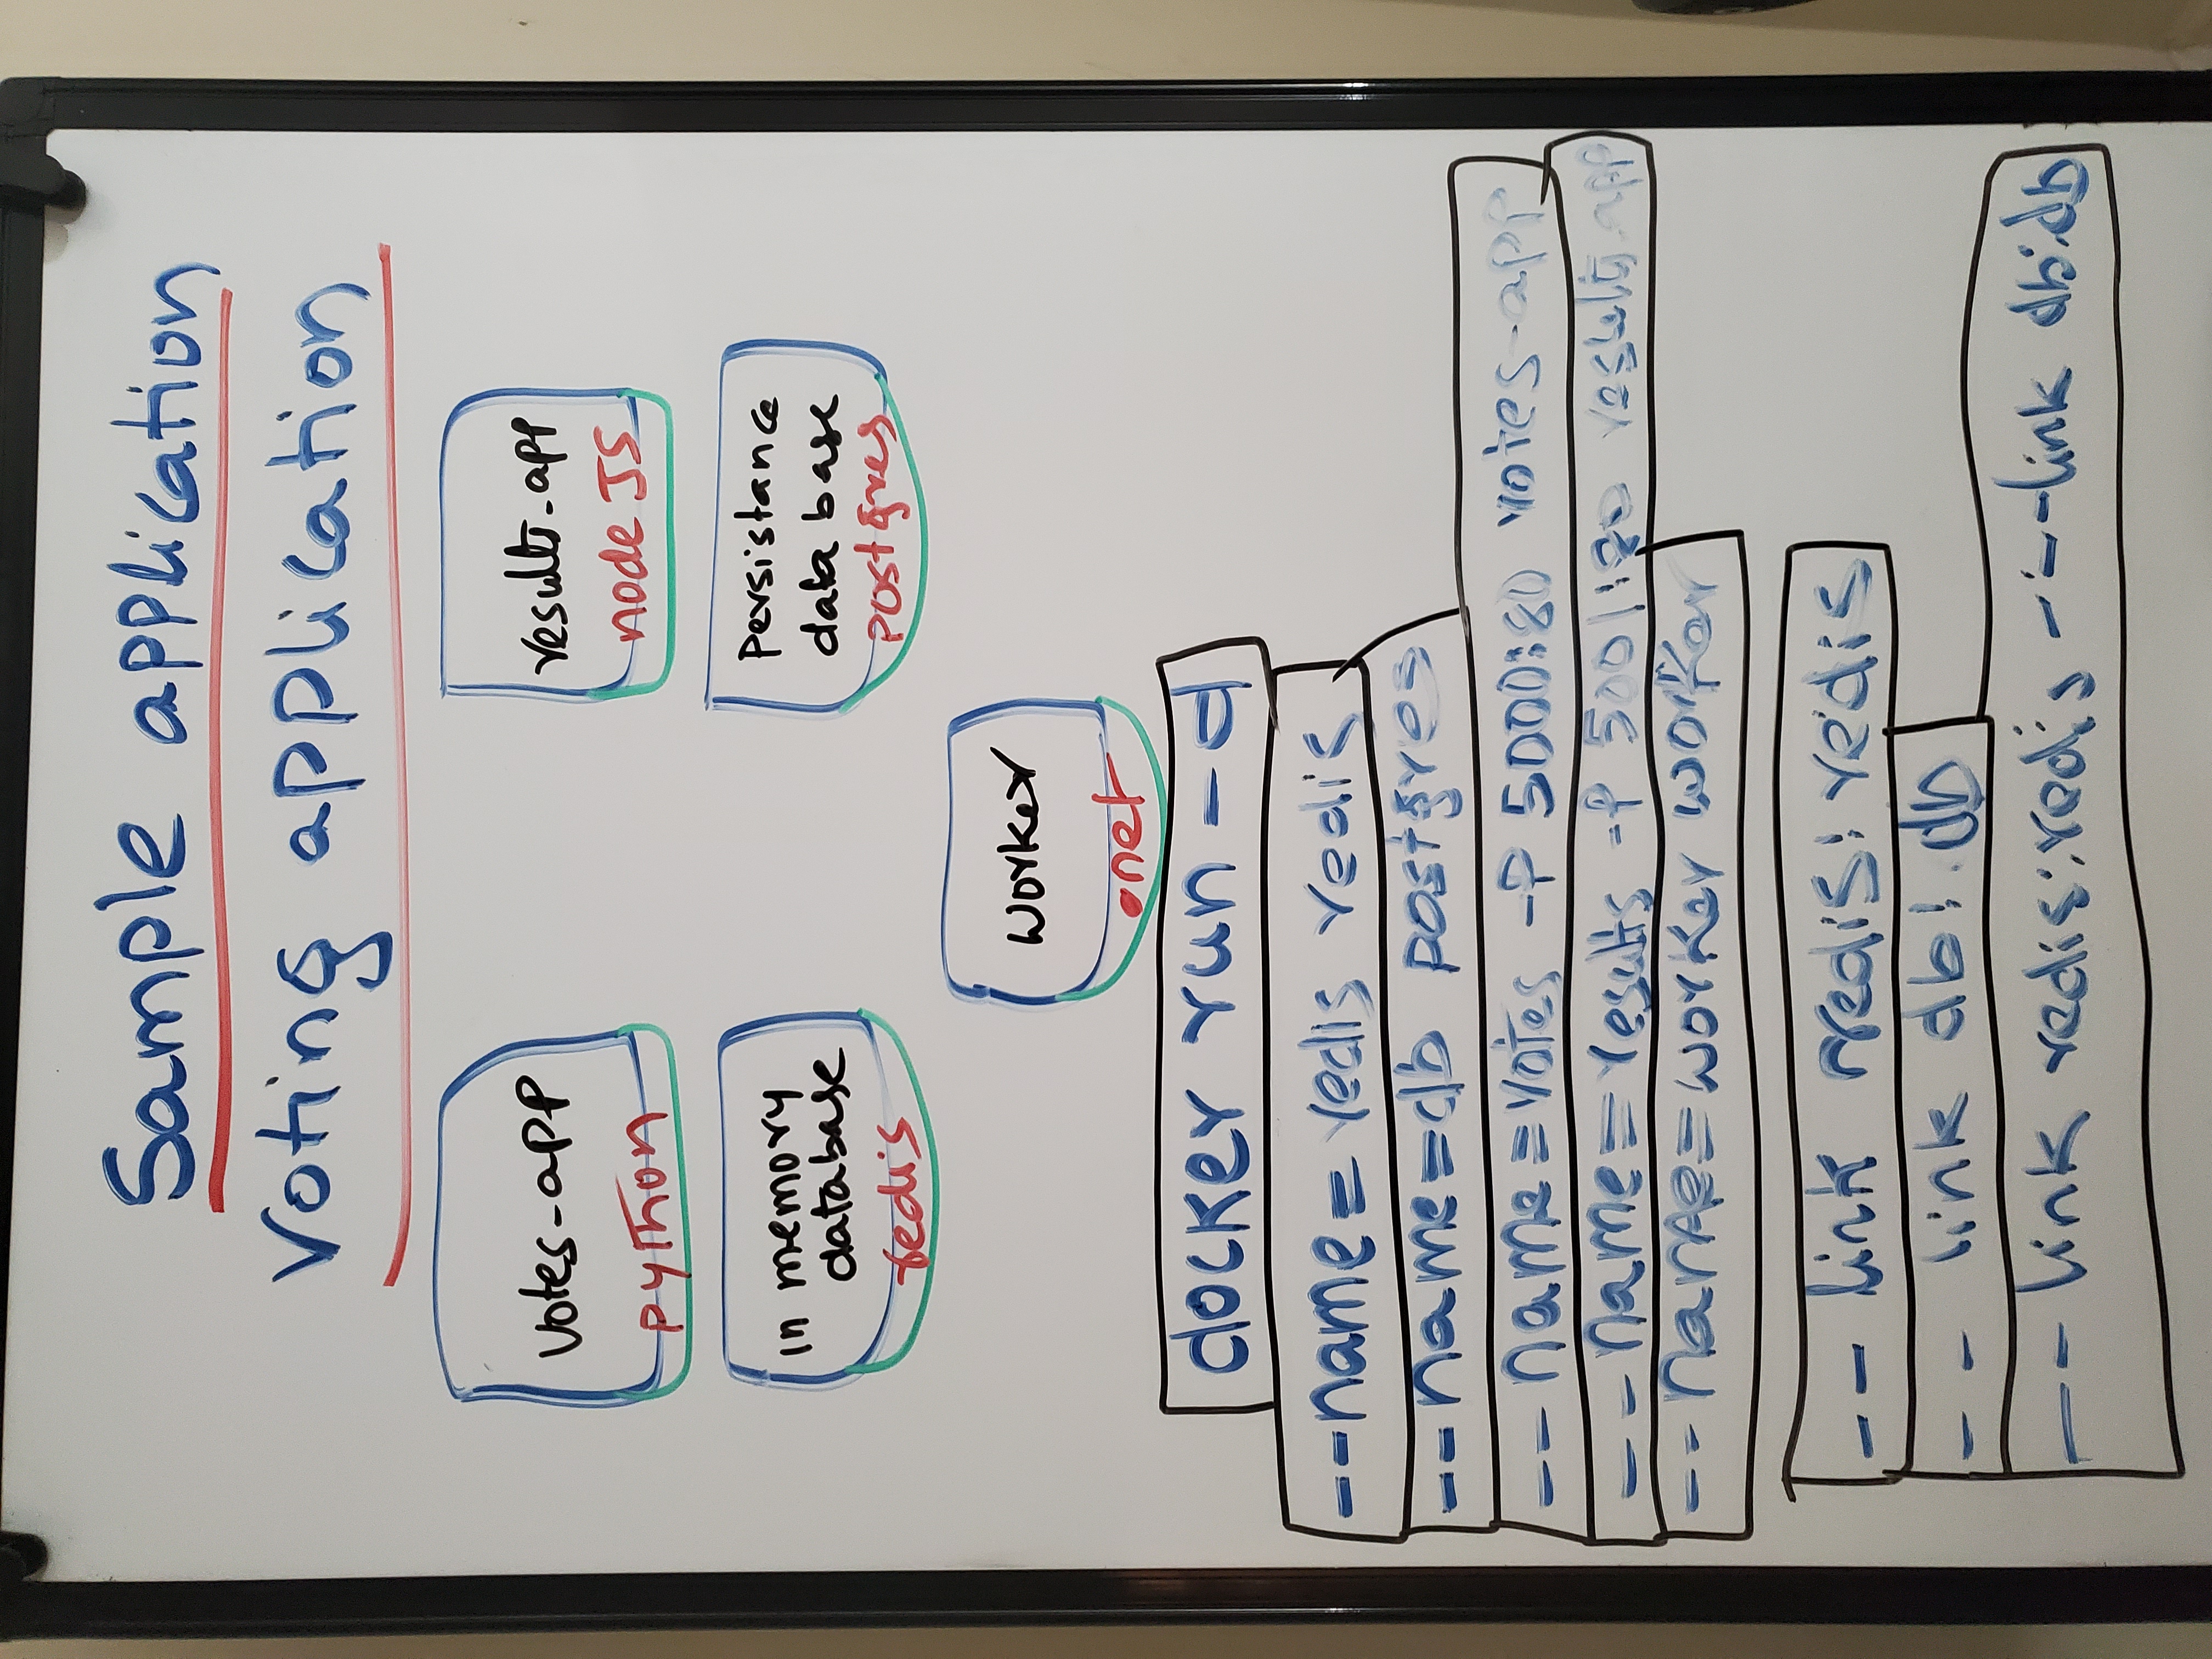 Sample application
Voting application
votes-app
python
results-app
node JS
in memory
database
redis
Persistance
data base
postgres
worker
.net
docker run -d
--name=redis redis
--name=db postgres
--name=votes -P 5000:80 votes-app
--name=results -P 5001:80 results-app
--name=worker worker
-- link redis:redis
-- link db:db
-- link redis:redis ---link db:db